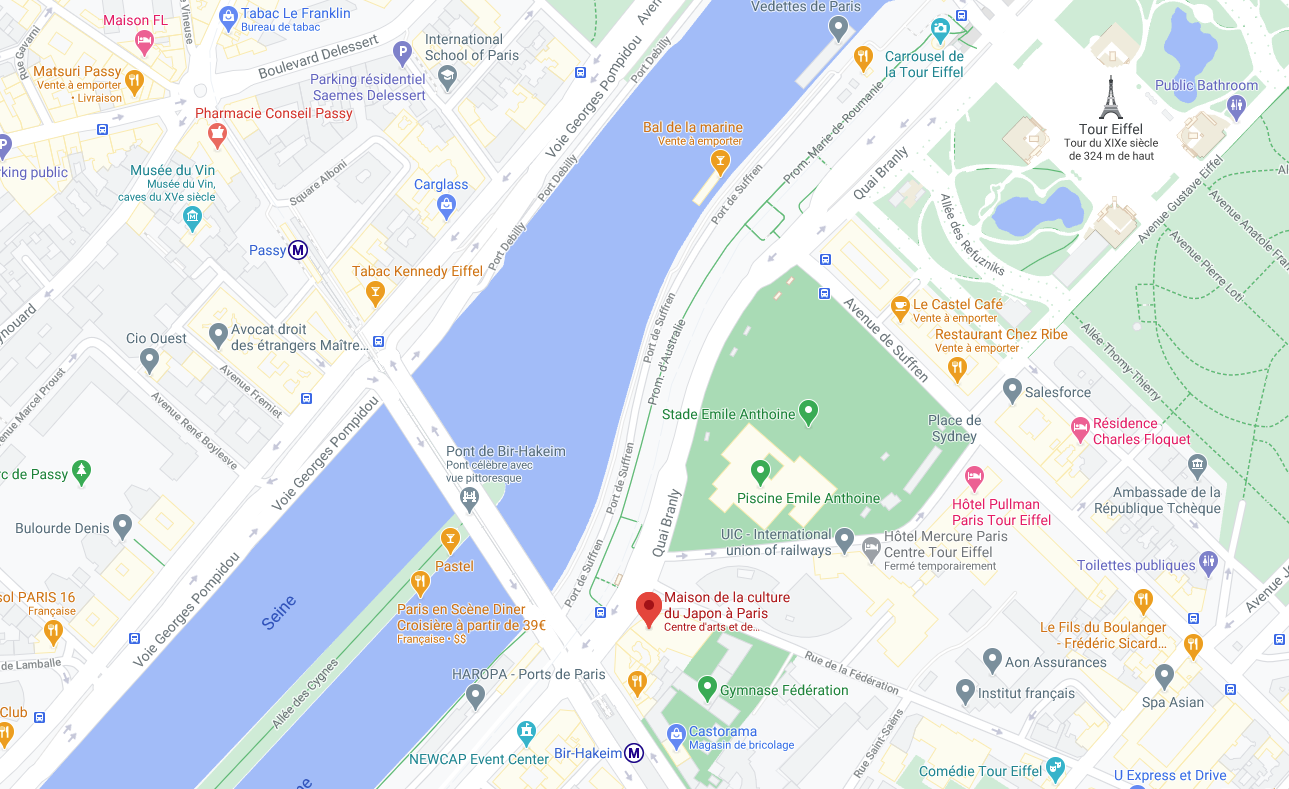 Vedettes de Paris
Maison FL
Tabac Le Franklin
Bureau de tabac
Rue Gavarni
Vineuse
Boulevard Delessert
International
School of Paris
Voie Georges Pompidou
Port Debilly
Carrousel de
la Tour Eiffel
Matsuri Passy
Vente à emporter
• Livraison
Parking résidentiel
Saemes Delessert
Public Bathroom
Pharmacie Conseil Passy
Bal de la marine
Vente à emporter
Tour Eiffel
Tour du XIXe siècle
de 324 m de haut
Prom. Marie de Roumanie
Quai Branly
rking public
Musée du Vin
Musée du Vin,
caves du XVe siècle
Square Alboni
Carglass
Port Debilly
Port de Suffren
Allée des Refuzniks
Avenue Gustave Eiffel
Avenue Anatole Fran
Avenue Pierre Loti
Passy
M
Port Debilly
Tabac Kennedy Eiffel
Le Castel Café
Vente à emporter
Avenue de Suffren
Restaurant Chez Ribe
Vente à emporter
Allée Thomy-Thierry
ynouard
Cio Ouest
Avocat droit
des étrangers Maître...
Port de Suffren
Prom. d'Australie
Avenue Fremiet
enue Marcel Proust
Avenue René Boylesve
Voie Georges Pompidou
Salesforce
Stade Emile Anthoine
Place de
Sydney
Résidence
Charles Floquet
rc de Passy
Pont de Bir-Hakeim
Pont célèbre avec
vue pittoresque
Port de Suffren
Piscine Emile Anthoine
Hôtel Pullman
Paris Tour Eiffel
Ambassade de la
République Tchèque
Bulourde Denis
Quai Branly
UIC - International
union of railways
Hôtel Mercure Paris
Centre Tour Eiffel
Fermé temporairement
Pastel
Port de Suffren
Toilettes publiques
Avenue Jo
sol PARIS 16
Française
Voie Georges Pompidou
Seine
Paris en Scène Diner
Croisière à partir de 39€
Française • $$
Maison de la culture
du Japon à Paris
Centre d'arts et de...
Le Fils du Boulanger
- Frédéric Sicard...
de Lamballe
Allée des Cygnes
HAROPA - Ports de Paris
Rue de la Fédération
Aon Assurances
Gymnase Fédération
Institut français
Spa Asian
Club
Castorama
Magasin de bricolage
Rue Saint-Saëns
NEWCAP Event Center
Bir-Hakeim
M
Comédie Tour Eiffel
U Express et Drive